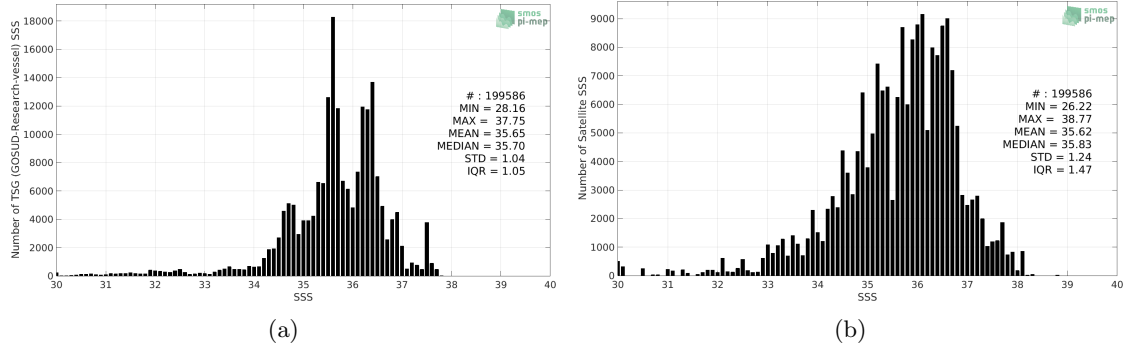 smos
pi-mep
18000
16000
14000
12000
10000
8000
6000
4000
2000
0
Number of TSG (GOSUD-Research-vessel) SSS
# : 199586
MIN = 28.16
MAX = 37.75
MEAN = 35.65
MEDIAN = 35.70
STD = 1.04
IQR = 1.05
30 31 32 33 34 35 36 37 38 39 40
SSS
(a)
smos
pi-mep
9000
8000
7000
6000
5000
4000
3000
2000
1000
0
Number of Satellite SSS
# : 199586
MIN = 26.22
MAX = 38.77
MEAN = 35.62
MEDIAN = 35.83
STD = 1.24
IQR = 1.47
30 31 32 33 34 35 36 37 38 39 40
SSS
(b)